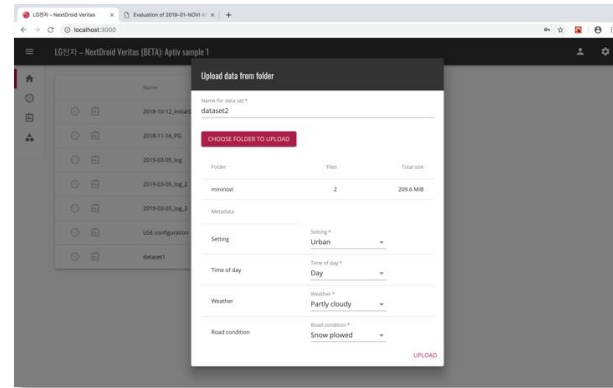 LG전자 – NextDroid Veritas
Evaluation of 2019-01-NOVI
localhost:3000
LG전자 – NextDroid Veritas (BETA): Aptiv sample 1
Upload data from folder
Name
Name for data set *
dataset2
2018-11-16_PG
CHOOSE FOLDER TO UPLOAD
2019-03-05_log
Folder Files Total size
2019-03-05_log_2
mininovi 2 209.6 MiB
2019-03-05_log_3
Metadata
LGE configuration
Setting Setting *
Urban
dataset1
Time of day Time of day *
Day
Weather Weather *
Partly cloudy
Road condition Road condition *
Snow plowed
UPLOAD